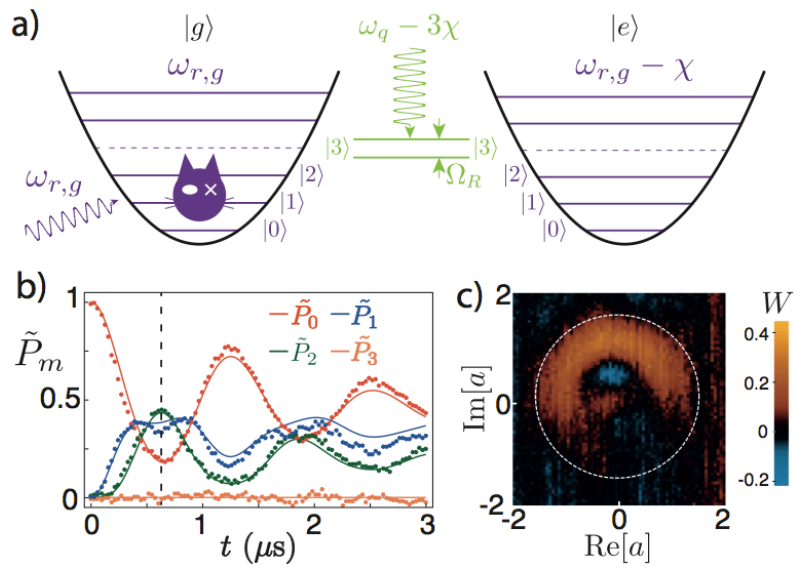 a)
|g⟩
ω_{r,g}
ω_q − 3χ
|e⟩
ω_{r,g} − χ
|3⟩
|3⟩
Ω_R
ω_{r,g}
|2⟩
|1⟩
|0⟩
|2⟩
|1⟩
|0⟩
b)
1
P̃_m
0.5
0
P̃_0
P̃_1
P̃_2
P̃_3
0
1
2
3
t (μs)
c)
2
Im[a]
0
-2
-2
0
2
Re[a]
W
0.4
0.2
0
-0.2